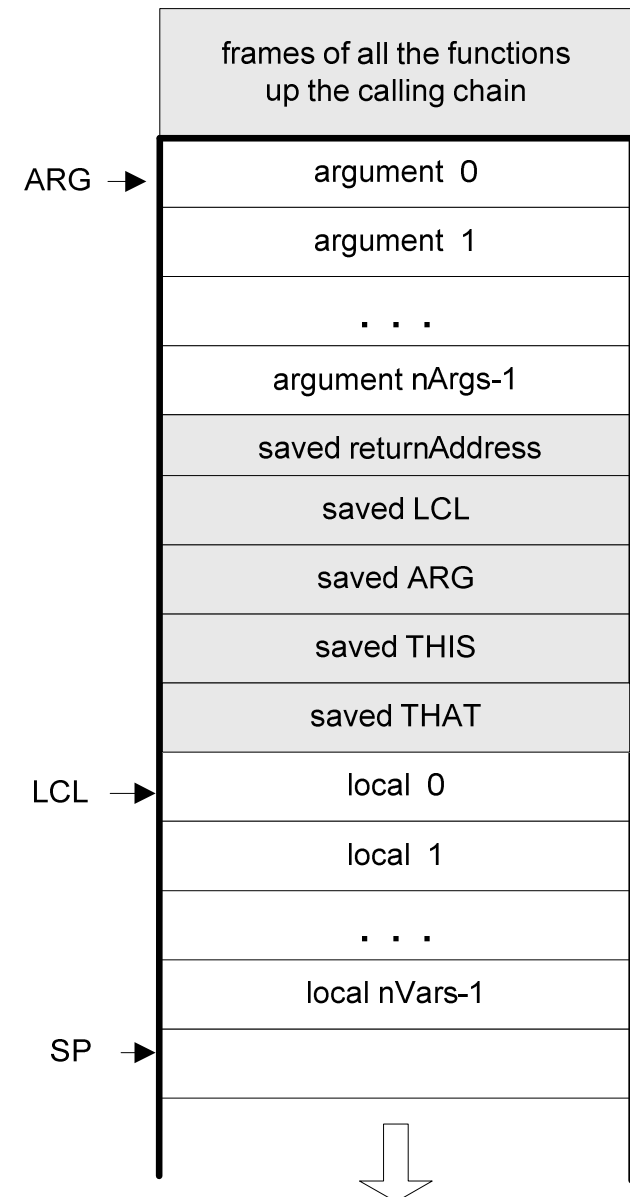 frames of all the functions
up the calling chain
ARG
argument 0
argument 1
. . .
argument nArgs-1
saved returnAddress
saved LCL
saved ARG
saved THIS
saved THAT
LCL
local 0
local 1
. . .
local nVars-1
SP